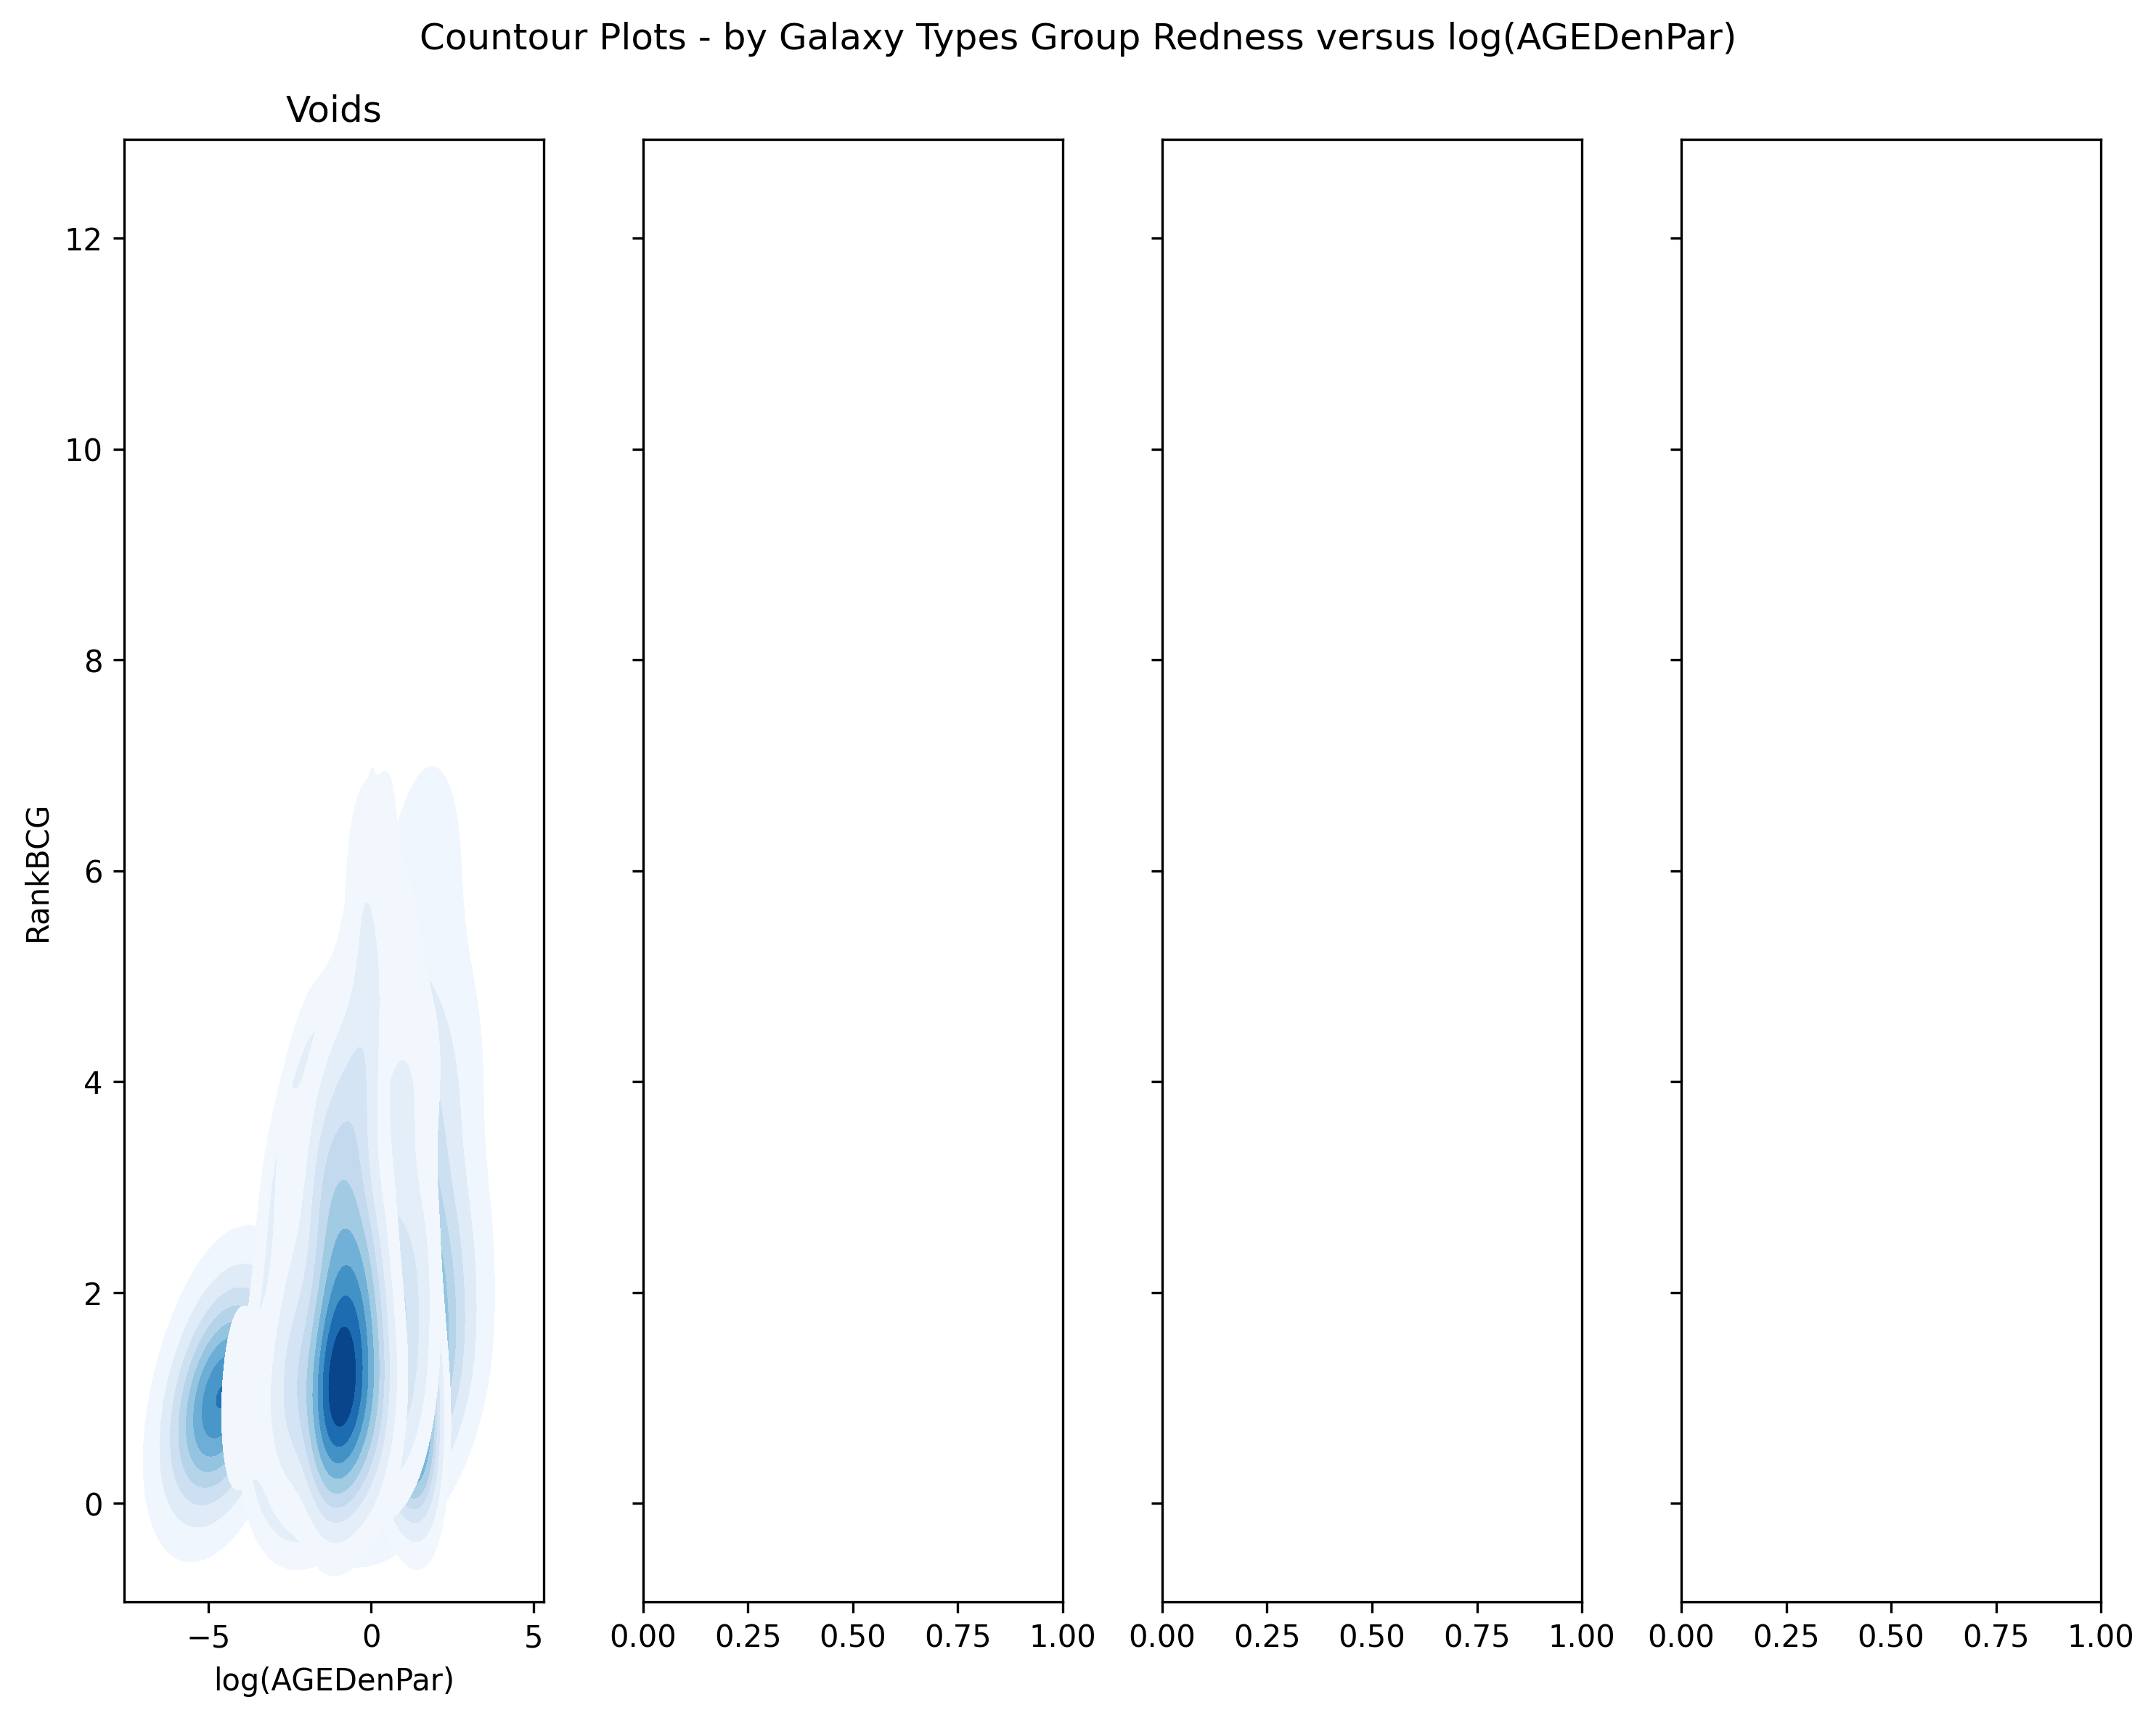 Countour Plots - by Galaxy Types Group Redness versus log(AGEDenPar)
Voids
12
10
8
6
4
2
0
RankBCG
−5 0 5
log(AGEDenPar)
0.00 0.25 0.50 0.75 1.00
0.00 0.25 0.50 0.75 1.00
0.00 0.25 0.50 0.75 1.00